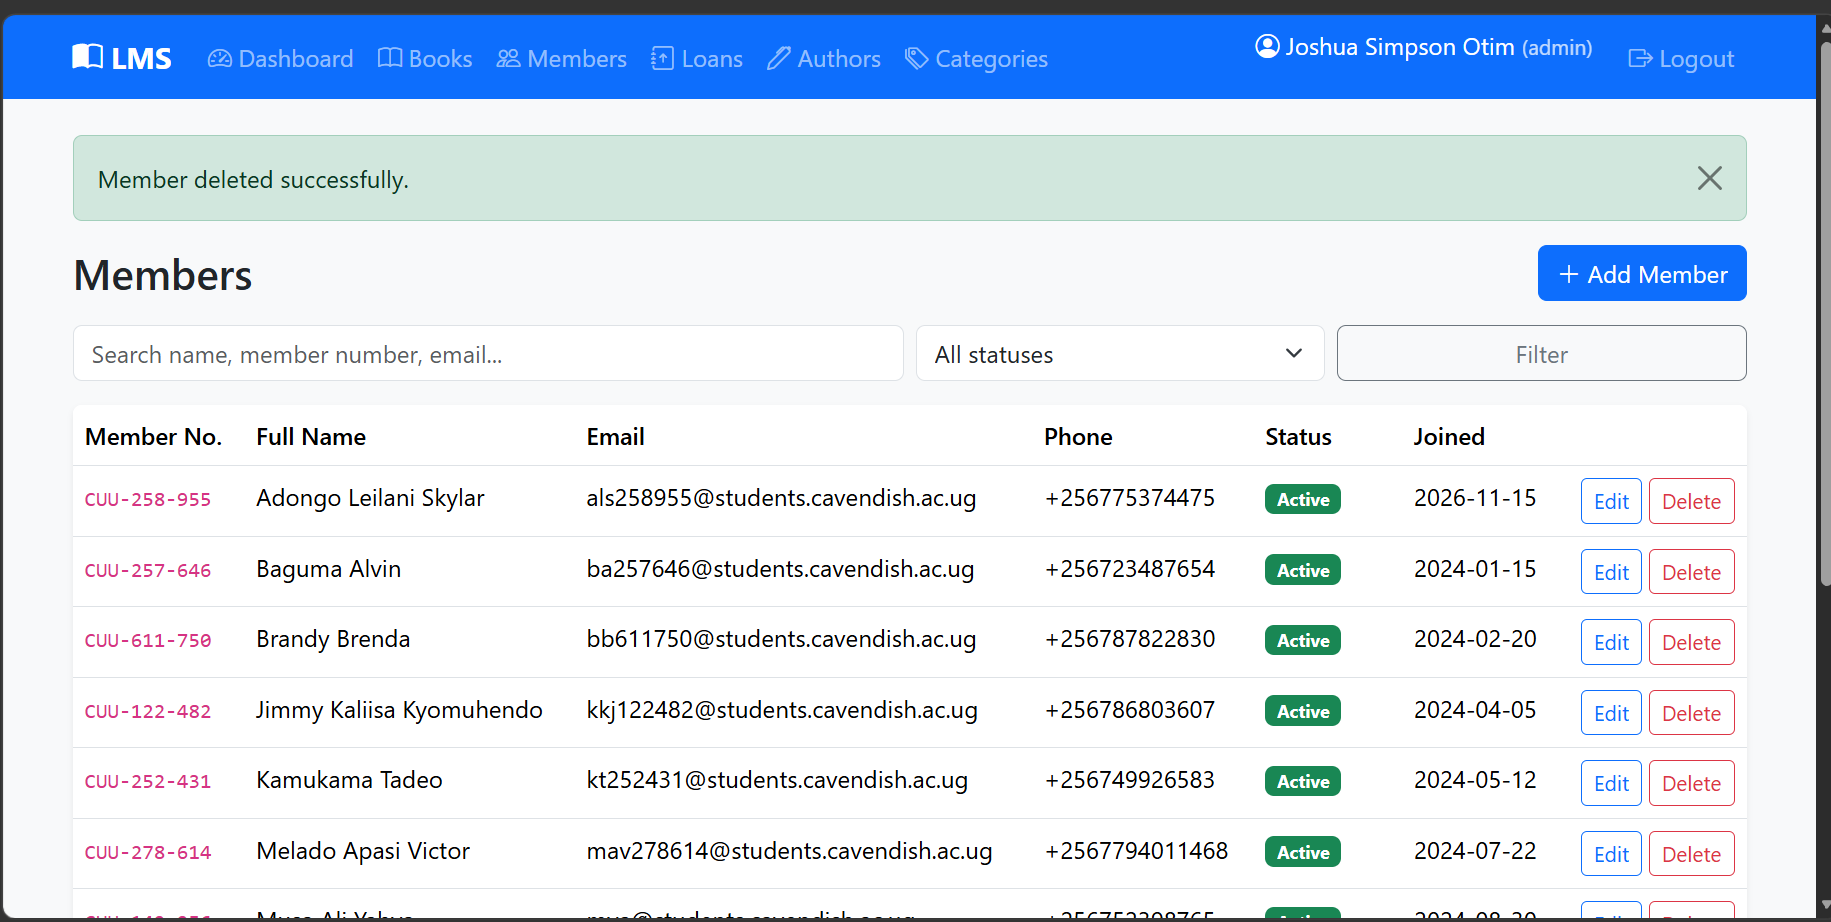 LMS Dashboard Books Members Loans Authors Categories Joshua Simpson Otim (admin) Logout
Member deleted successfully.
Members
+ Add Member
Search name, member number, email... All statuses Filter
Member No. Full Name Email Phone Status Joined
CUU-258-955 Adongo Leilani Skylar als258955@students.cavendish.ac.ug +256775374475 Active 2026-11-15 Edit Delete
CUU-257-646 Baguma Alvin ba257646@students.cavendish.ac.ug +256723487654 Active 2024-01-15 Edit Delete
CUU-611-750 Brandy Brenda bb611750@students.cavendish.ac.ug +256787822830 Active 2024-02-20 Edit Delete
CUU-122-482 Jimmy Kaliisa Kyomuhendo kkj122482@students.cavendish.ac.ug +256786803607 Active 2024-04-05 Edit Delete
CUU-252-431 Kamukama Tadeo kt252431@students.cavendish.ac.ug +256749926583 Active 2024-05-12 Edit Delete
CUU-278-614 Melado Apasi Victor mav278614@students.cavendish.ac.ug +2567794011468 Active 2024-07-22 Edit Delete